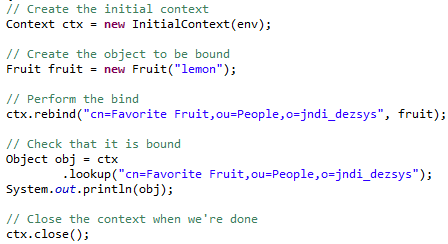 // Create the initial context
Context ctx = new InitialContext(env);
// Create the object to be bound
Fruit fruit = new Fruit("lemon");
// Perform the bind
ctx.rebind("cn=Favorite Fruit,ou=People,o=jndi_dezsys", fruit);
// Check that it is bound
Object obj = ctx
.lookup("cn=Favorite Fruit,ou=People,o=jndi_dezsys");
System.out.println(obj);
// Close the context when we're done
ctx.close();